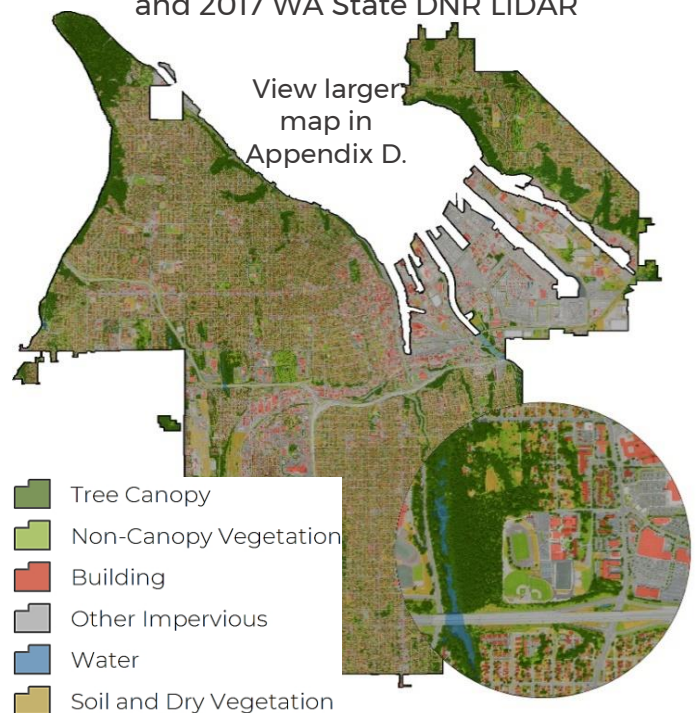 and 2017 WA State DNR LiDAR
View larger
map in
Appendix D.
Tree Canopy
Non-Canopy Vegetation
Building
Other Impervious
Water
Soil and Dry Vegetation